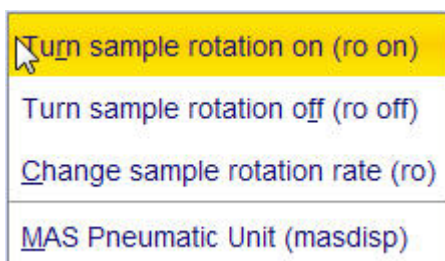 Turn sample rotation on (ro on)
Turn sample rotation off (ro off)
Change sample rotation rate (ro)
MAS Pneumatic Unit (masdisp)